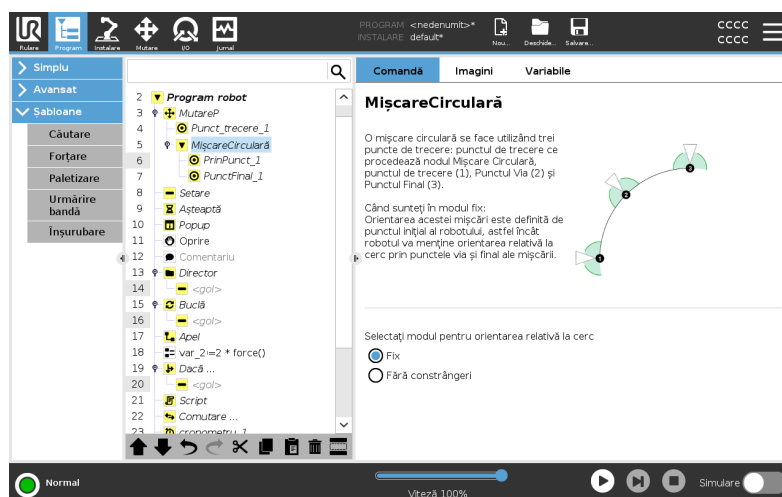 PROGRAM <nedenumit>*
INSTALARE default*
CCCC
CCCC
Rulare Program Instalare Mutare I/O Jurnal Nou... Deschide... Salvare...
Simplu
Avansat
Șabloane
Căutare
Forțare
Paletizare
Urmărire
bandă
Înșurubare
2 Program robot
3 MutareP
4 Punct_trecere_1
5 MișcareCirculară
6 PrinPunct_1
7 PunctFinal_1
8 Setare
9 Așteaptă
10 Popup
11 Oprire
12 Comentariu
13 Director
14 <gol>
15 Buclă
16 <gol>
17 Apel
18 var_2≔2 * force()
19 Dacă ...
20 <gol>
21 Script
22 Comutare ...
23 cronometru_1
Comandă Imagini Variabile
MișcareCirculară
O mișcare circulară se face utilizând trei
puncte de trecere: punctul de trecere ce
procedează nodul Mișcare Circulară,
punctul de trecere (1), Punctul Via (2) și
Punctul Final (3).
Când sunteți în modul fix:
Orientarea acestei mișcări este definită de
punctul inițial al robotului, astfel încât
robotul va menține orientarea relativă la
cerc prin punctele via și final ale mișcării.
1
2
3
Selectați modul pentru orientarea relativă la cerc
Fix
Fără constrângeri
Normal
Viteză 100%
Simulare